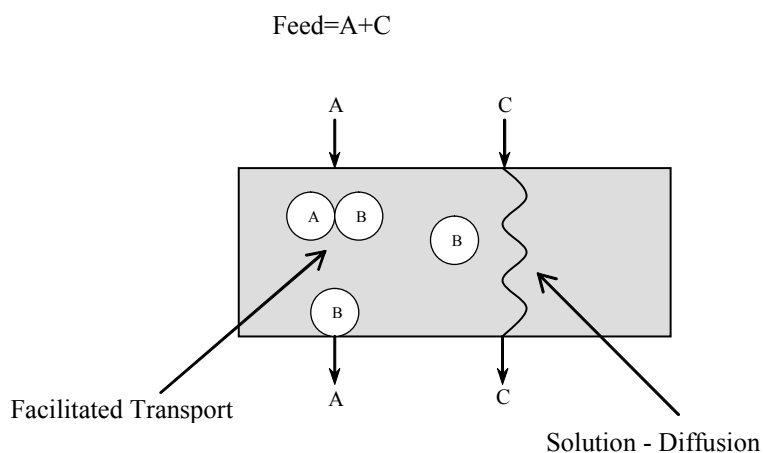 Feed=A+C
A
C
A B
B
B
A
C
Facilitated Transport
Solution - Diffusion